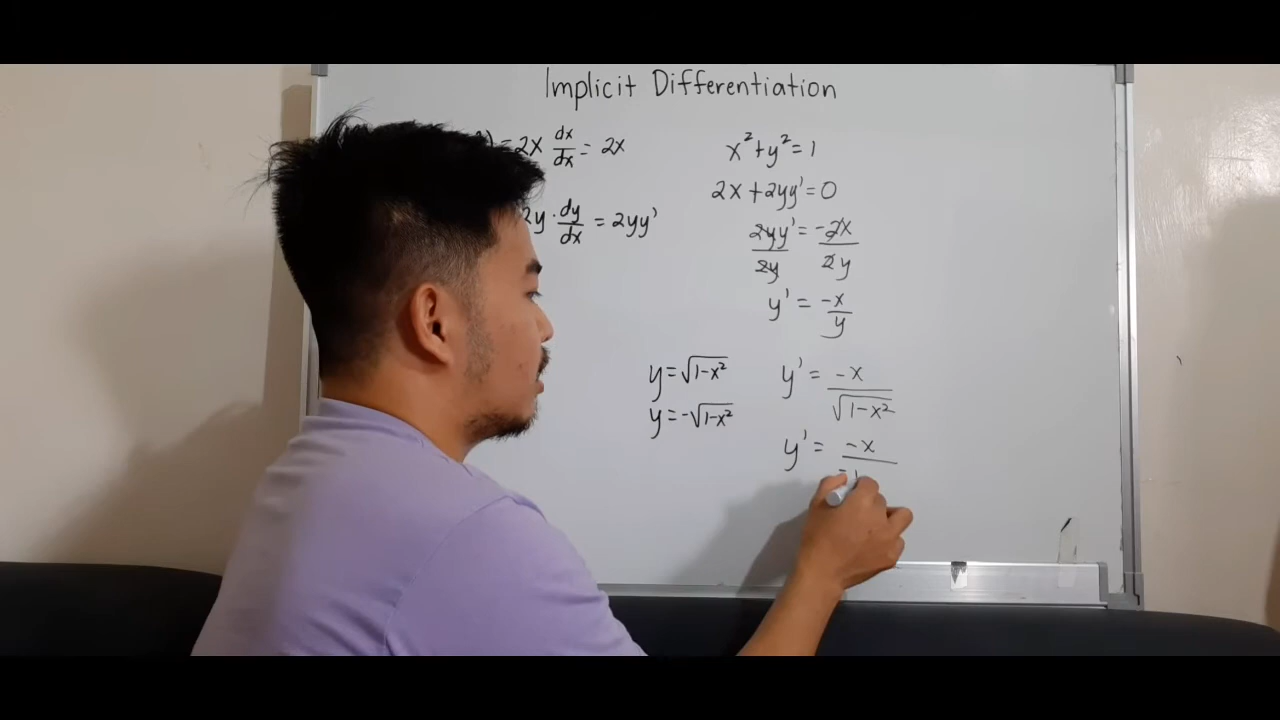 Implicit Differentiation
) = 2x dx/dx = 2x
2y · dy/dx = 2yy'
x² + y² = 1
2x + 2yy' = 0
2yy'/2y = -2x/2y
y' = -x/y
y = √1-x²
y = -√1-x²
y' = -x/√1-x²
y' = -x/-